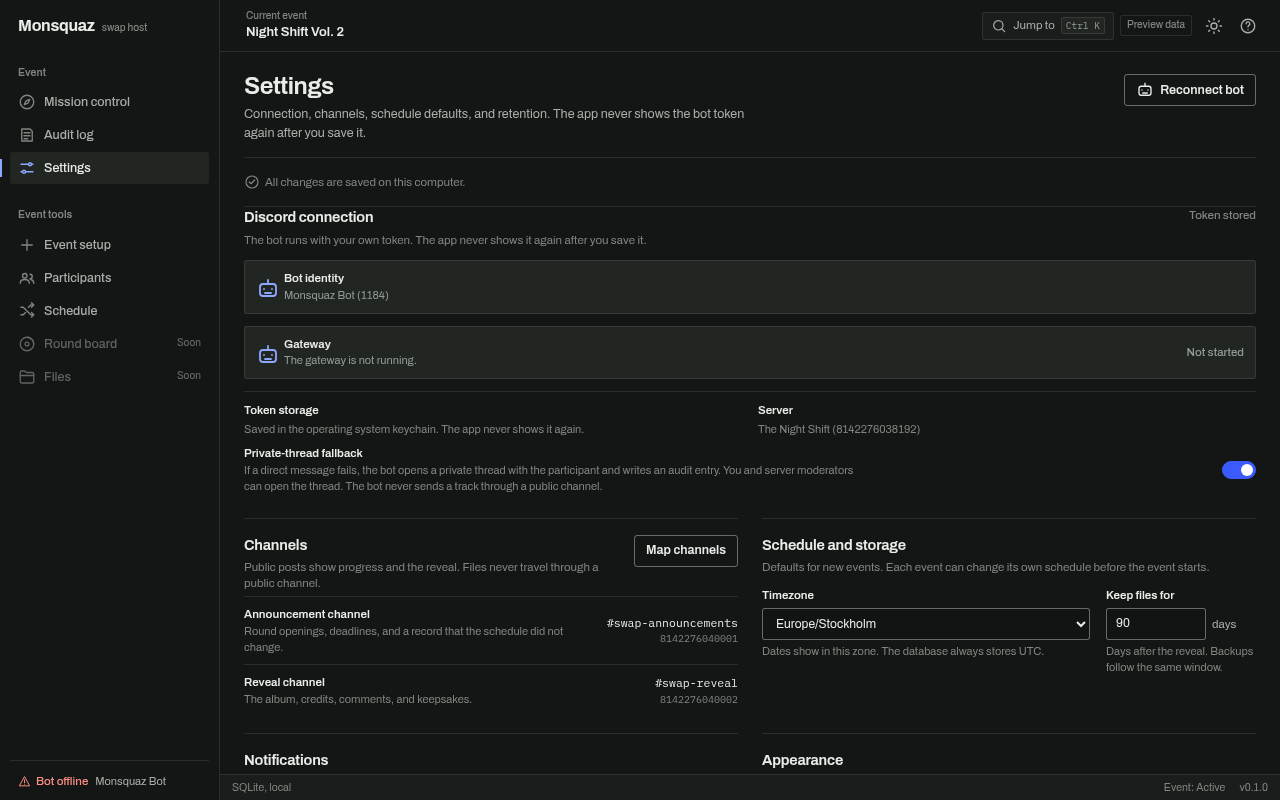 Monsquaz swap host
Event
Mission control
Audit log
Settings
Event tools
Event setup
Participants
Schedule
Round board Soon
Files Soon
Bot offline Monsquaz Bot
Current event
Night Shift Vol. 2
Jump to Ctrl K
Preview data
Settings
Connection, channels, schedule defaults, and retention. The app never shows the bot token
again after you save it.
Reconnect bot
All changes are saved on this computer.
Discord connection
Token stored
The bot runs with your own token. The app never shows it again after you save it.
Bot identity
Monsquaz Bot (1184)
Gateway
The gateway is not running.
Not started
Token storage
Saved in the operating system keychain. The app never shows it again.
Server
The Night Shift (8142276038192)
Private-thread fallback
If a direct message fails, the bot opens a private thread with the participant and writes an audit entry. You and server moderators
can open the thread. The bot never sends a track through a public channel.
Channels
Public posts show progress and the reveal. Files never travel through a
public channel.
Map channels
Announcement channel
Round openings, deadlines, and a record that the schedule did not
change.
#swap-announcements
8142276040001
Reveal channel
The album, credits, comments, and keepsakes.
#swap-reveal
8142276040002
Schedule and storage
Defaults for new events. Each event can change its own schedule before the event starts.
Timezone
Europe/Stockholm
Dates show in this zone. The database always stores UTC.
Keep files for
90 days
Days after the reveal. Backups
follow the same window.
Notifications
Appearance
SQLite, local
Event: Active v0.1.0